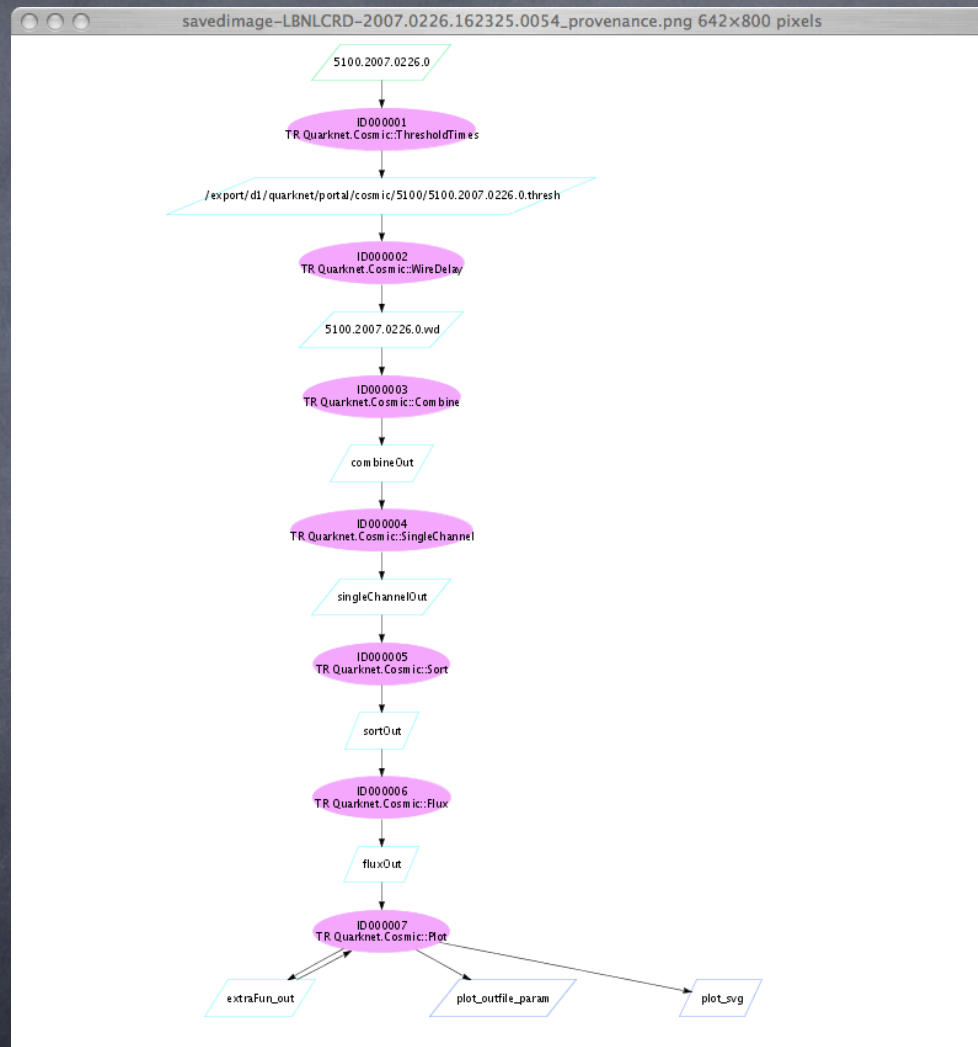 savedimage-LBNLCRD-2007.0226.162325.0054_provenance.png 642×800 pixels
5100.2007.0226.0
ID000001
TR Quarknet.Cosmic::ThresholdTimes
/export/d1/quarknet/portal/cosmic/5100/5100.2007.0226.0.thresh
ID000002
TR Quarknet.Cosmic::WireDelay
5100.2007.0226.0.wd
ID000003
TR Quarknet.Cosmic::Combine
combineOut
ID000004
TR Quarknet.Cosmic::SingleChannel
singleChannelOut
ID000005
TR Quarknet.Cosmic::Sort
sortOut
ID000006
TR Quarknet.Cosmic::Flux
fluxOut
ID000007
TR Quarknet.Cosmic::Plot
extraFun_out
plot_outfile_param
plot_svg